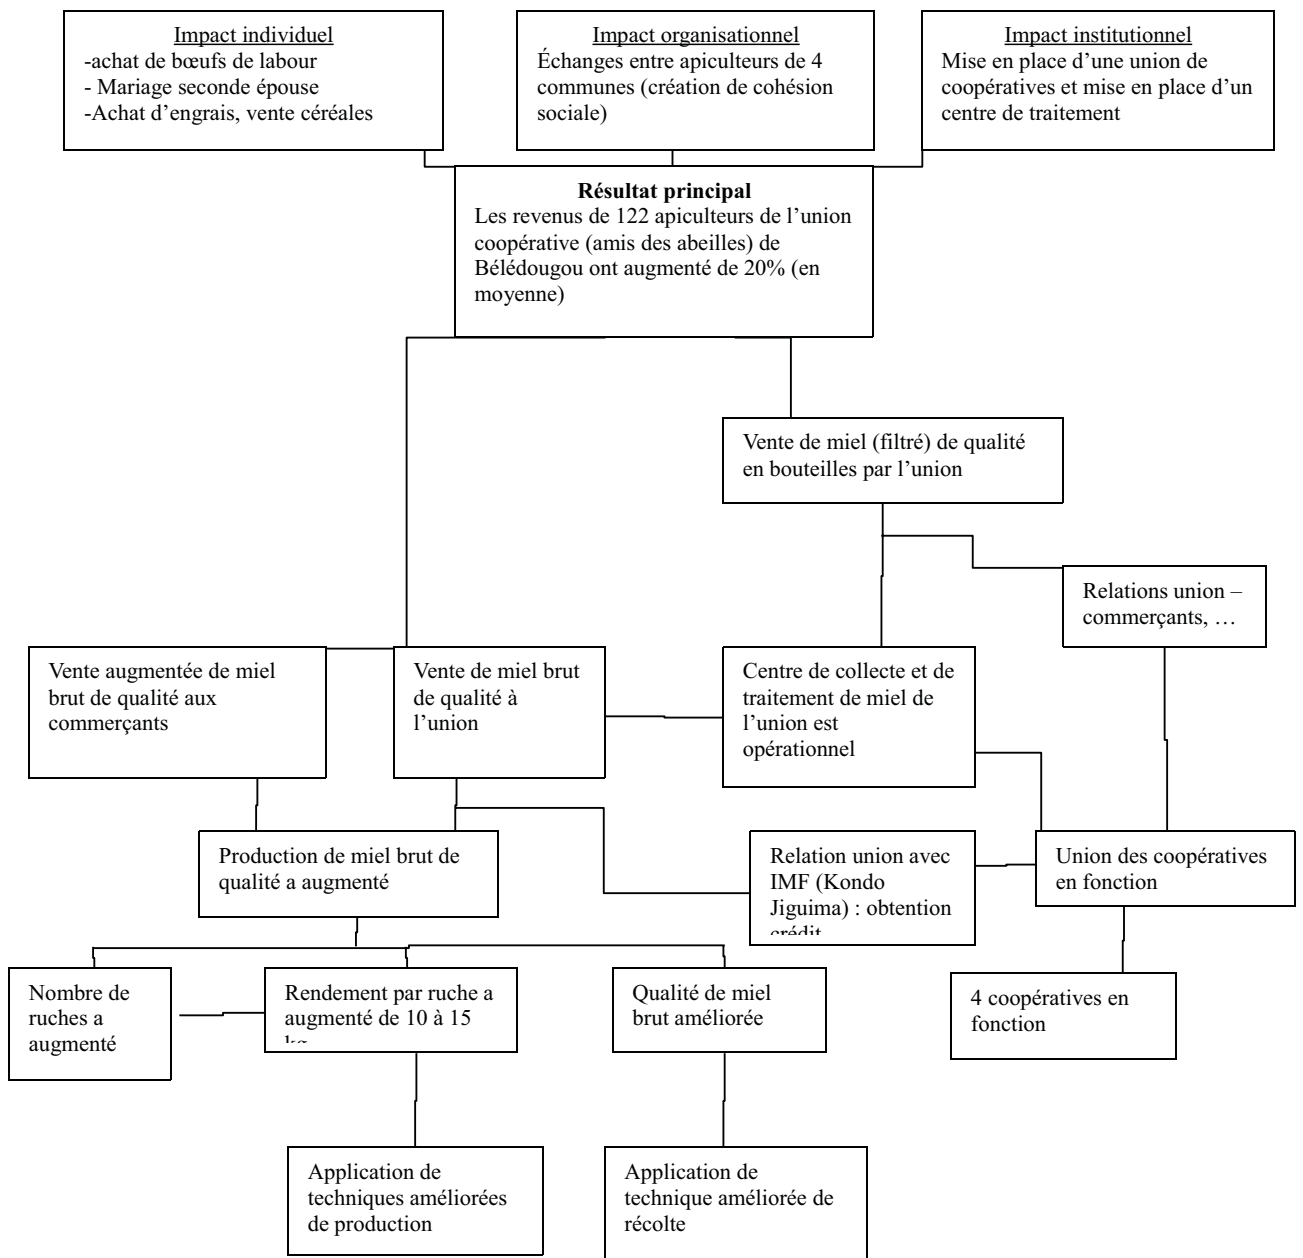 Impact individuel
-achat de bœufs de labour
- Mariage seconde épouse
-Achat d’engrais, vente céréales
Impact organisationnel
Échanges entre apiculteurs de 4
communes (création de cohésion
sociale)
Impact institutionnel
Mise en place d’une union de
coopératives et mise en place d’un
centre de traitement
Résultat principal
Les revenus de 122 apiculteurs de l’union
coopérative (amis des abeilles) de
Bélédougou ont augmenté de 20% (en
moyenne)
Vente de miel (filtré) de qualité
en bouteilles par l’union
Relations union –
commerçants, …
Vente augmentée de miel
brut de qualité aux
commerçants
Vente de miel brut
de qualité à
l’union
Centre de collecte et de
traitement de miel de
l’union est
opérationnel
Production de miel brut de
qualité a augmenté
Relation union avec
IMF (Kondo
Jiguima) : obtention
crédit
Union des coopératives
en fonction
Nombre de
ruches a
augmenté
Rendement par ruche a
augmenté de 10 à 15
kg
Qualité de miel
brut améliorée
4 coopératives en
fonction
Application de
techniques améliorées
de production
Application de
technique améliorée de
récolte